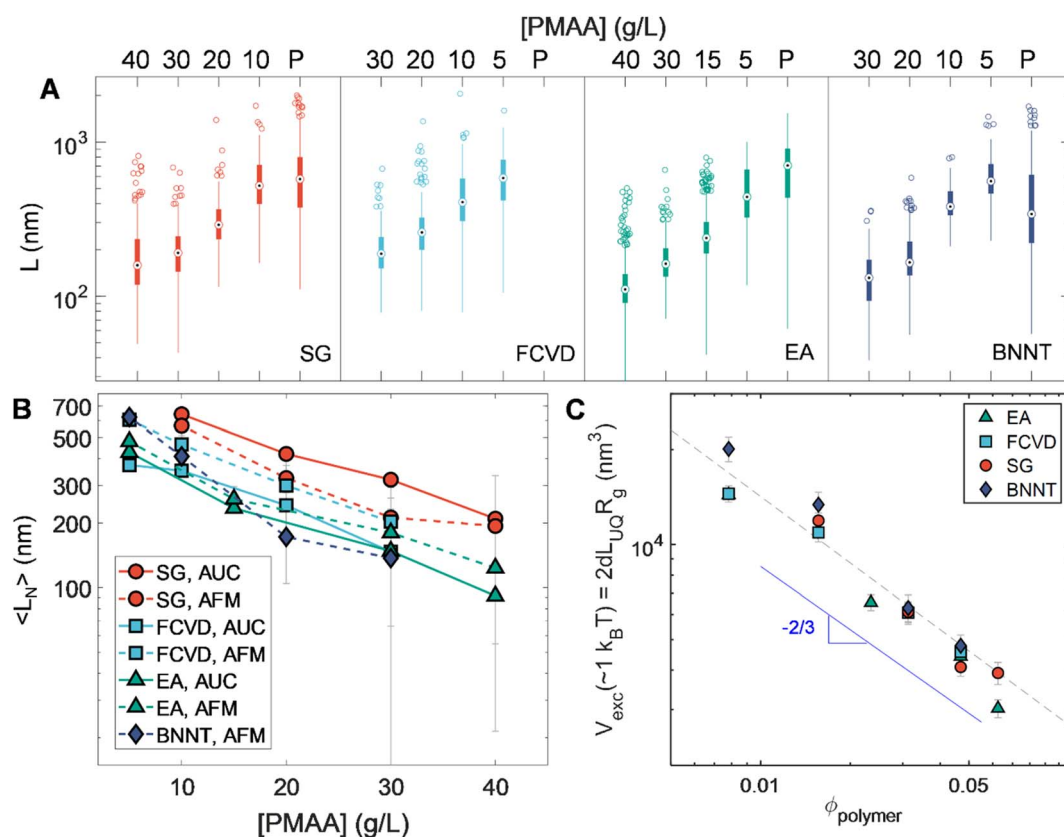 [PMAA] (g/L)
40 30 20 10 P 30 20 10 5 P 40 30 15 5 P 30 20 10 5 P
A
10³
L (nm)
10²
SG FCVD EA BNNT
B
700
500
300
200
100
<L_N> (nm)
SG, AUC
SG, AFM
FCVD, AUC
FCVD, AFM
EA, AUC
EA, AFM
BNNT, AFM
10 20 30 40
[PMAA] (g/L)
C
EA
FCVD
SG
BNNT
V_exc(~1 k_BT) = 2dL_UQR_g (nm³)
10⁴
-2/3
0.01 0.05
ϕ_polymer